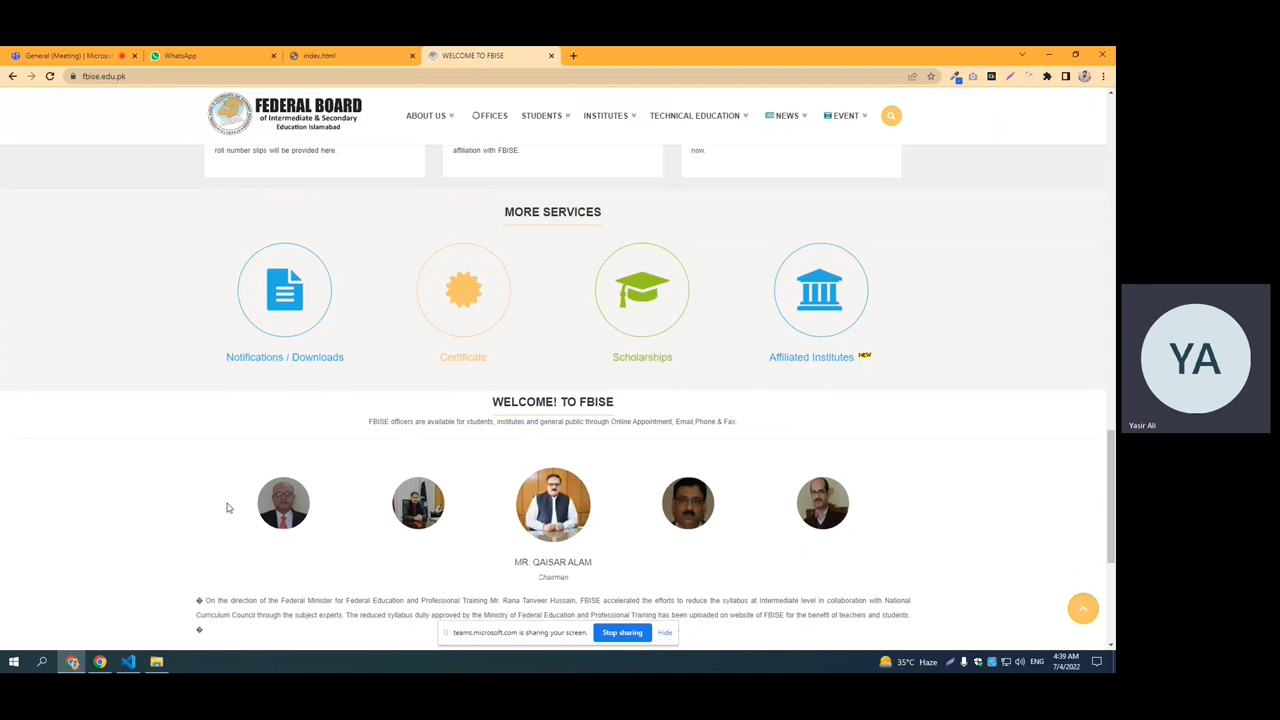 General (Meeting) | Micros
WhatsApp
index.html
WELCOME TO FBISE
fbise.edu.pk
FEDERAL BOARD
of Intermediate & Secondary
Education Islamabad
ABOUT US
OFFICES
STUDENTS
INSTITUTES
TECHNICAL EDUCATION
NEWS
EVENT
roll number slips will be provided here.
affiliation with FBISE.
now.
MORE SERVICES
Notifications / Downloads
Certificate
Scholarships
Affiliated Institutes NEW
WELCOME! TO FBISE
FBISE officers are available for students, institutes and general public through Online Appointment, Email,Phone & Fax.
MR. QAISAR ALAM
Chairman
� On the direction of the Federal Minister for Federal Education and Professional Training Mr. Rana Tanveer Hussain, FBISE accelerated the efforts to reduce the syllabus at Intermediate level in collaboration with National
Curriculum Council through the subject experts. The reduced syllabus dully approved by the Ministry of Federal Education and Professional Training has been uploaded on website of FBISE for the benefit of teachers and students.
�
teams.microsoft.com is sharing your screen.
Stop sharing
Hide
35°C Haze
ENG
4:39 AM
7/4/2022
YA
Yasir Ali